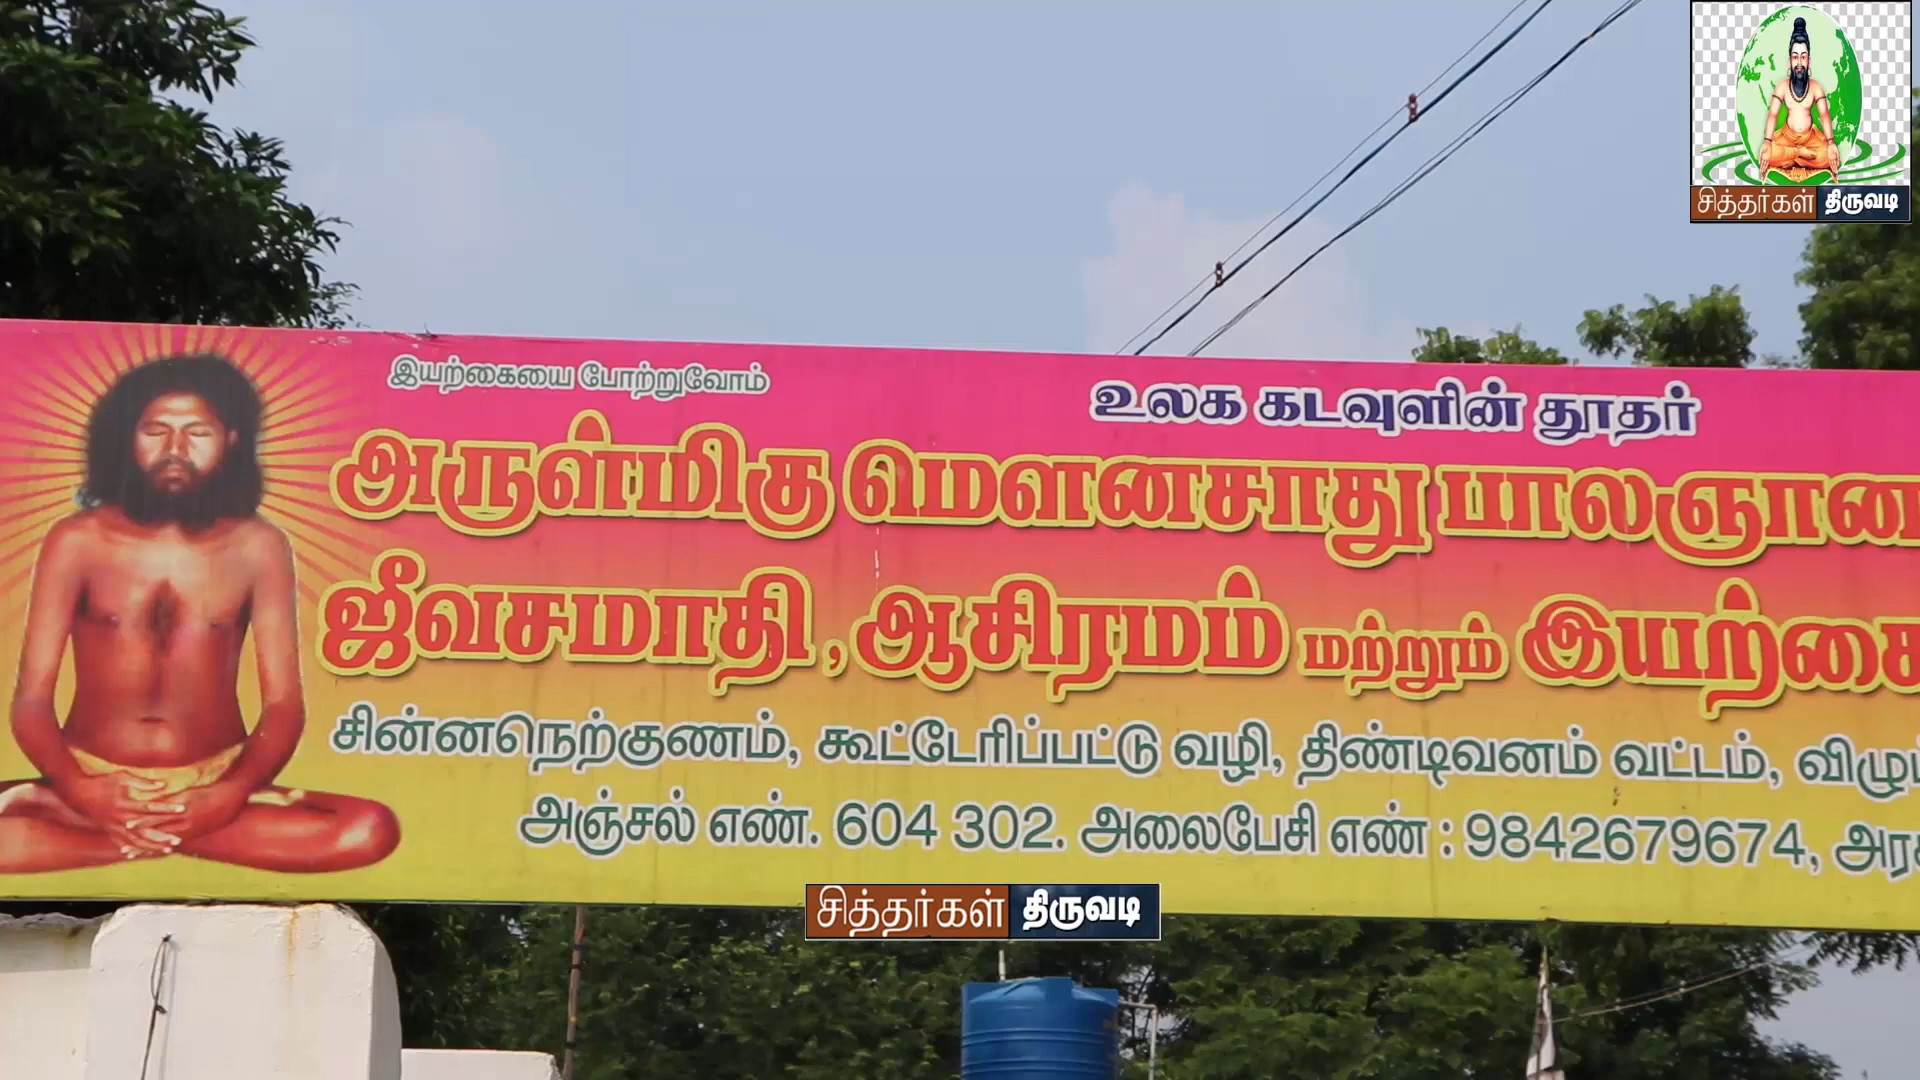 சித்தர்கள் திருவடி
இயற்கையை போற்றுவோம்
உலக கடவுளின் தூதர்
அருள்மிகு மௌனசாது பாலஞான
ஜீவசமாதி, ஆசிரமம் மற்றும் இயற்கை
சின்னநெற்குணம், கூட்டேரிப்பட்டு வழி, திண்டிவனம் வட்டம், விழு
அஞ்சல் எண். 604 302. அலைபேசி எண் : 9842679674, அர
சித்தர்கள் திருவடி